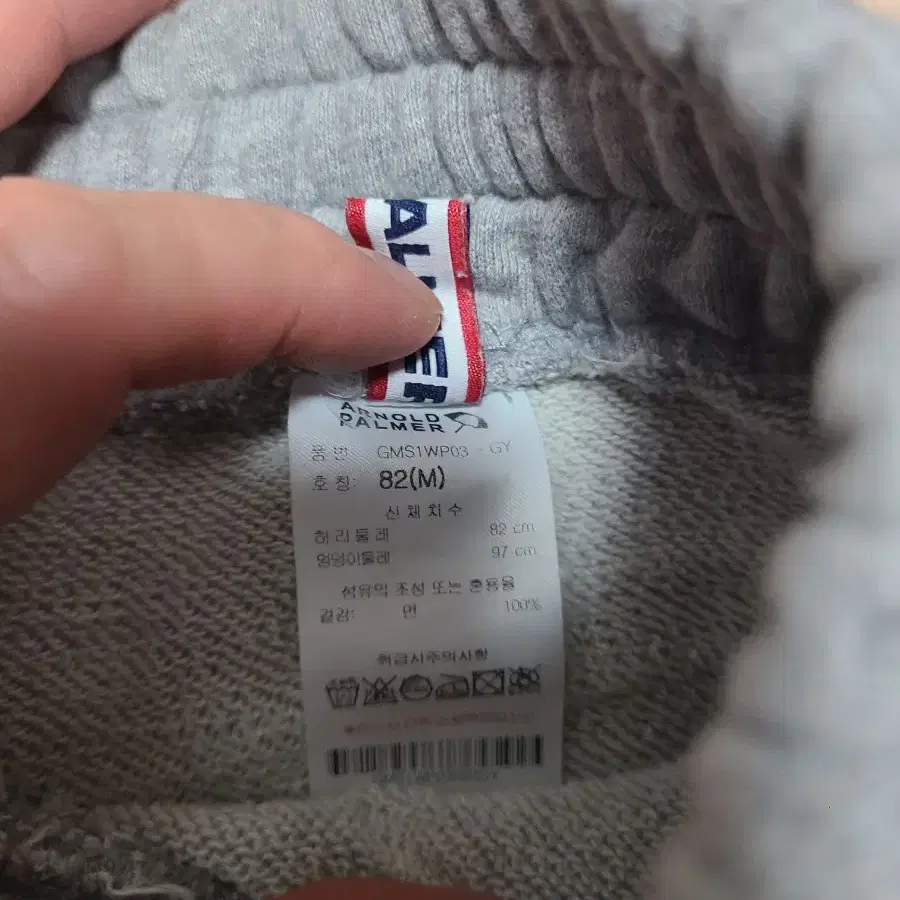 ARNOLD
PALMER
품 번 GMS1WP03 - GY
호 칭: 82(M)
신 체 치 수
허 리 둘 레 82 cm
엉덩이둘레 97 cm
섬유의 조성 또는 혼용율
겉감: 면 100%
취급시주의사항